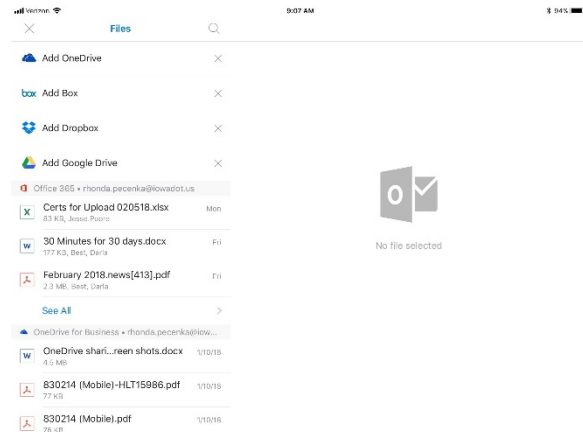 Verizon
9:07 AM
94%
Files
Add OneDrive
box Add Box
Add Dropbox
Add Google Drive
Office 365 • rhonda.pecenka@iowadot.us
Certs for Upload 020518.xlsx
Mon
83 KB, Jesse.Poore
30 Minutes for 30 days.docx
Fri
177 KB, Best, Darla
February 2018.news[413].pdf
Fri
2.3 MB, Best, Darla
See All
OneDrive for Business • rhonda.pecenka@iow...
OneDrive shari...reen shots.docx
1/10/18
4.5 MB
830214 (Mobile)-HLT15986.pdf
1/10/18
77 KB
830214 (Mobile).pdf
1/10/18
76 KB
No file selected